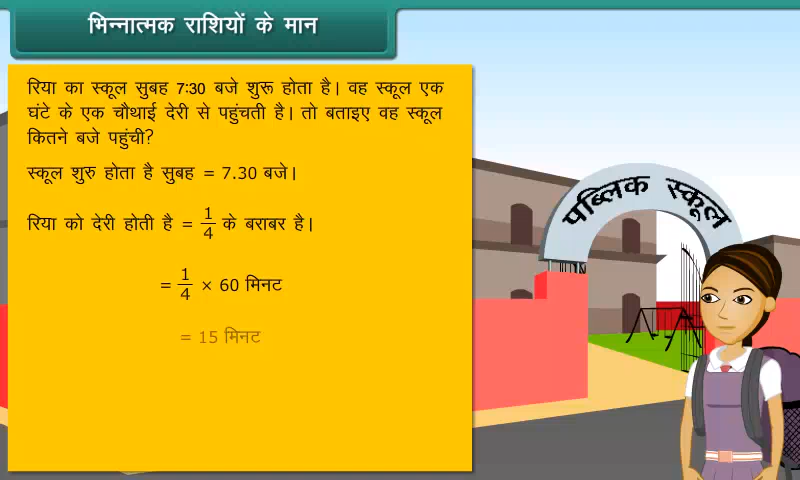 भिन्नात्मक राशियों के मान
रिया का स्कूल सुबह 7:30 बजे शुरू होता है। वह स्कूल एक
घंटे के एक चौथाई देरी से पहुंचती है। तो बताइए वह स्कूल
कितने बजे पहुंची?
स्कूल शुरु होता है सुबह = 7.30 बजे।
रिया को देरी होती है = 1/4 के बराबर है।
= 1/4 × 60 मिनट
= 15 मिनट
पब्लिक स्कूल